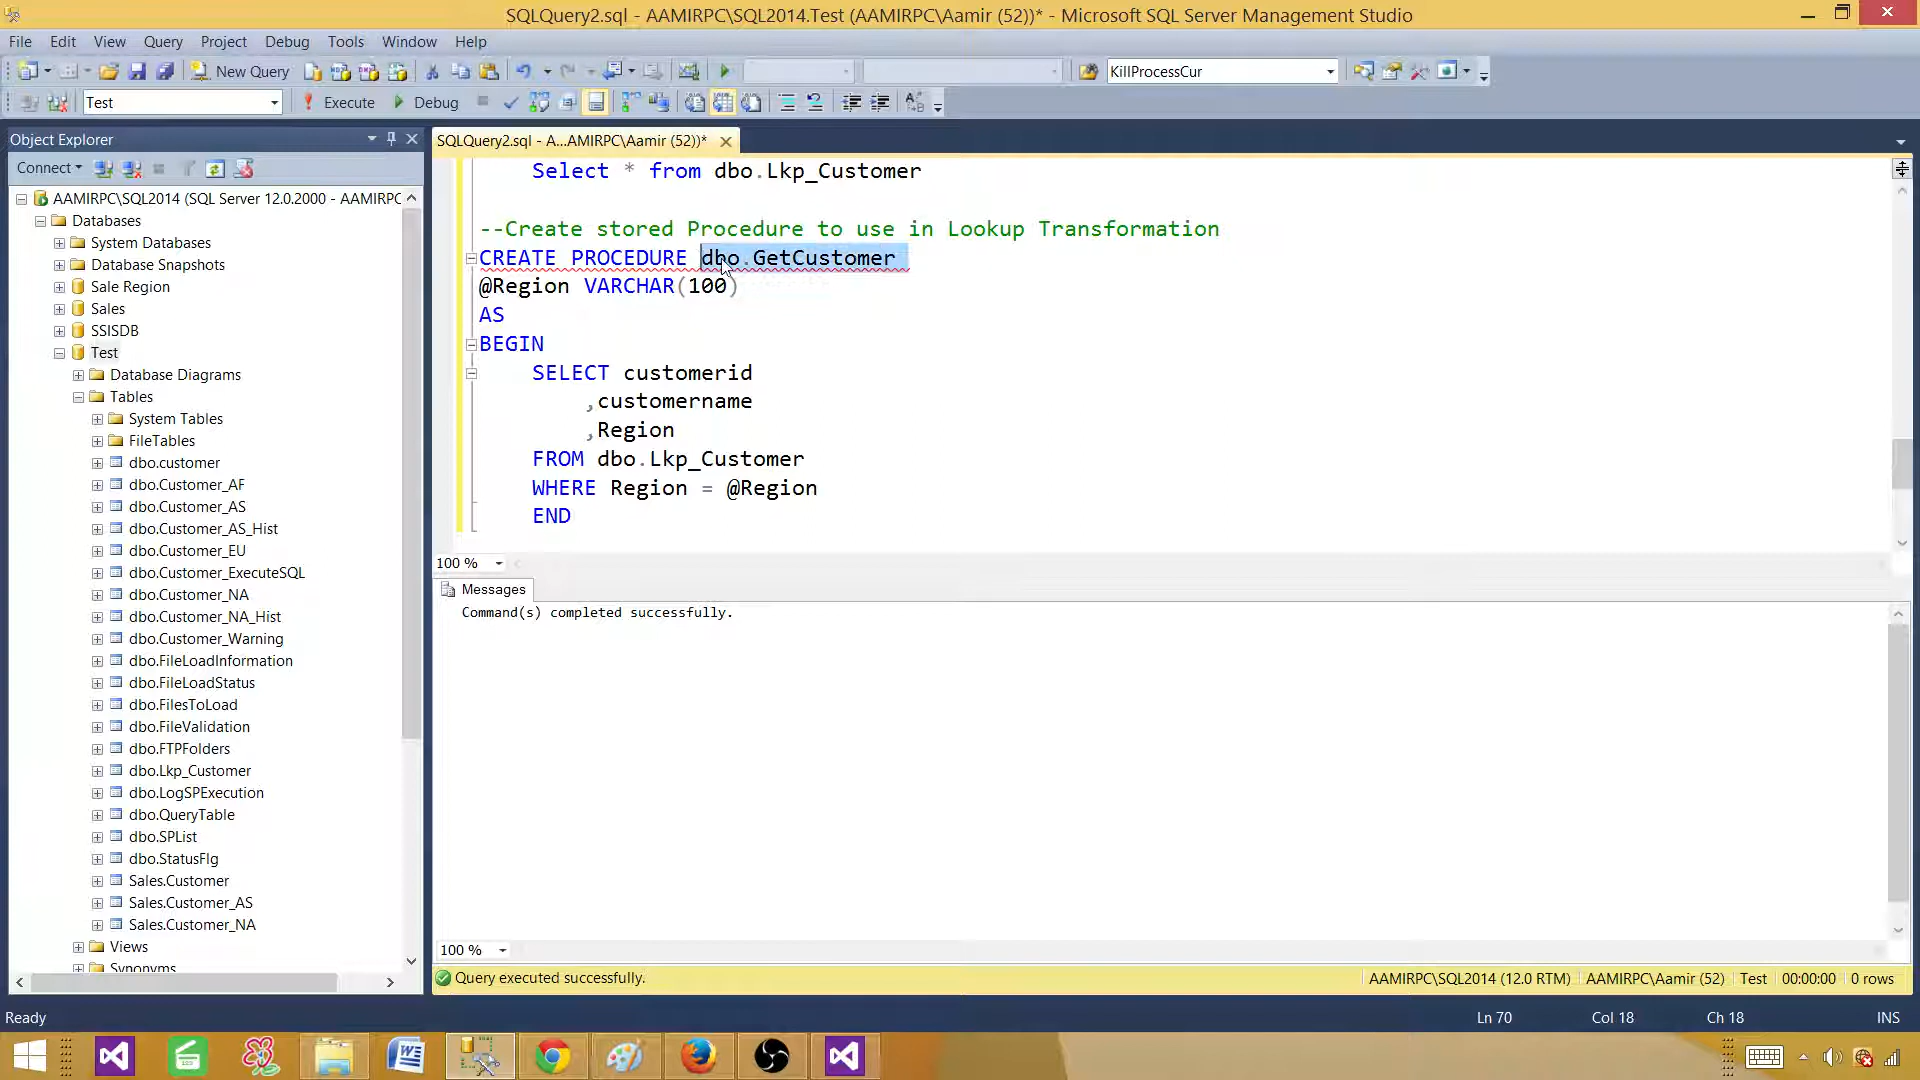 SQLQuery2.sql - AAMIRPC\SQL2014.Test (AAMIRPC\Aamir (52))* - Microsoft SQL Server Management Studio
File Edit View Query Project Debug Tools Window Help
New Query KillProcessCur
Test Execute Debug
Object Explorer
Connect
AAMIRPC\SQL2014 (SQL Server 12.0.2000 - AAMIRPC
Databases
System Databases
Database Snapshots
Sale Region
Sales
SSISDB
Test
Database Diagrams
Tables
System Tables
FileTables
dbo.customer
dbo.Customer_AF
dbo.Customer_AS
dbo.Customer_AS_Hist
dbo.Customer_EU
dbo.Customer_ExecuteSQL
dbo.Customer_NA
dbo.Customer_NA_Hist
dbo.Customer_Warning
dbo.FileLoadInformation
dbo.FileLoadStatus
dbo.FilesToLoad
dbo.FileValidation
dbo.FTPFolders
dbo.Lkp_Customer
dbo.LogSPExecution
dbo.QueryTable
dbo.SPList
dbo.StatusFlg
Sales.Customer
Sales.Customer_AS
Sales.Customer_NA
Views
Synonyms
SQLQuery2.sql - A...AMIRPC\Aamir (52))*
Select * from dbo.Lkp_Customer
--Create stored Procedure to use in Lookup Transformation
CREATE PROCEDURE dbo.GetCustomer
@Region VARCHAR(100)
AS
BEGIN
SELECT customerid
,customername
,Region
FROM dbo.Lkp_Customer
WHERE Region = @Region
END
100 %
Messages
Command(s) completed successfully.
100 %
Query executed successfully. AAMIRPC\SQL2014 (12.0 RTM) AAMIRPC\Aamir (52) Test 00:00:00 0 rows
Ready Ln 70 Col 18 Ch 18 INS